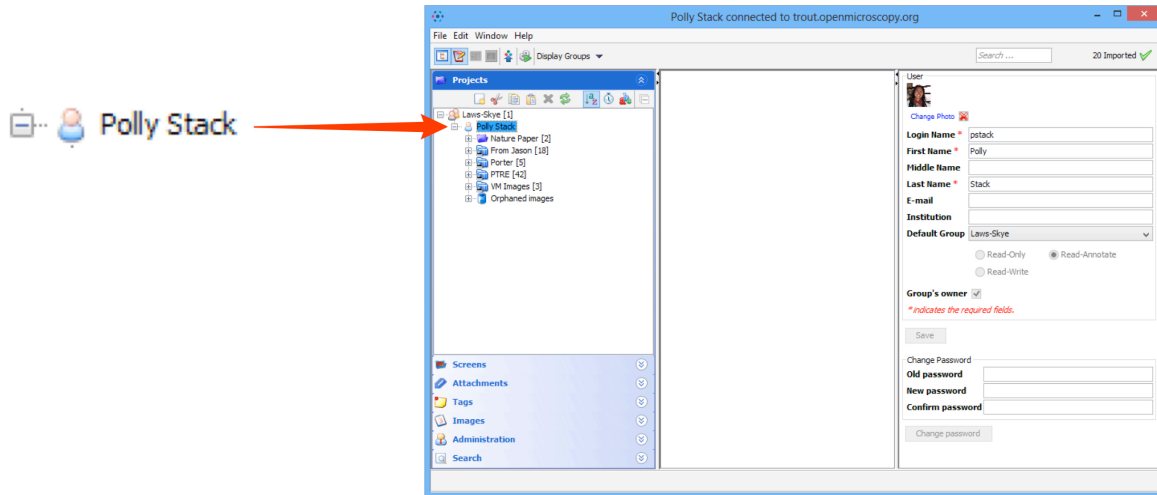 Polly Stack
Polly Stack connected to trout.openmicroscopy.org
File Edit Window Help
Display Groups
Search ...
20 Imported
Projects
Laws-Skye [1]
Polly Stack
Nature Paper [2]
From Jason [18]
Porter [5]
PTRE [42]
VM Images [3]
Orphaned images
Screens
Attachments
Tags
Images
Administration
Search
User
Change Photo
Login Name * pstack
First Name * Polly
Middle Name
Last Name * Stack
E-mail
Institution
Default Group Laws-Skye
Read-Only Read-Annotate
Read-Write
Group's owner
* indicates the required fields.
Save
Change Password
Old password
New password
Confirm password
Change password